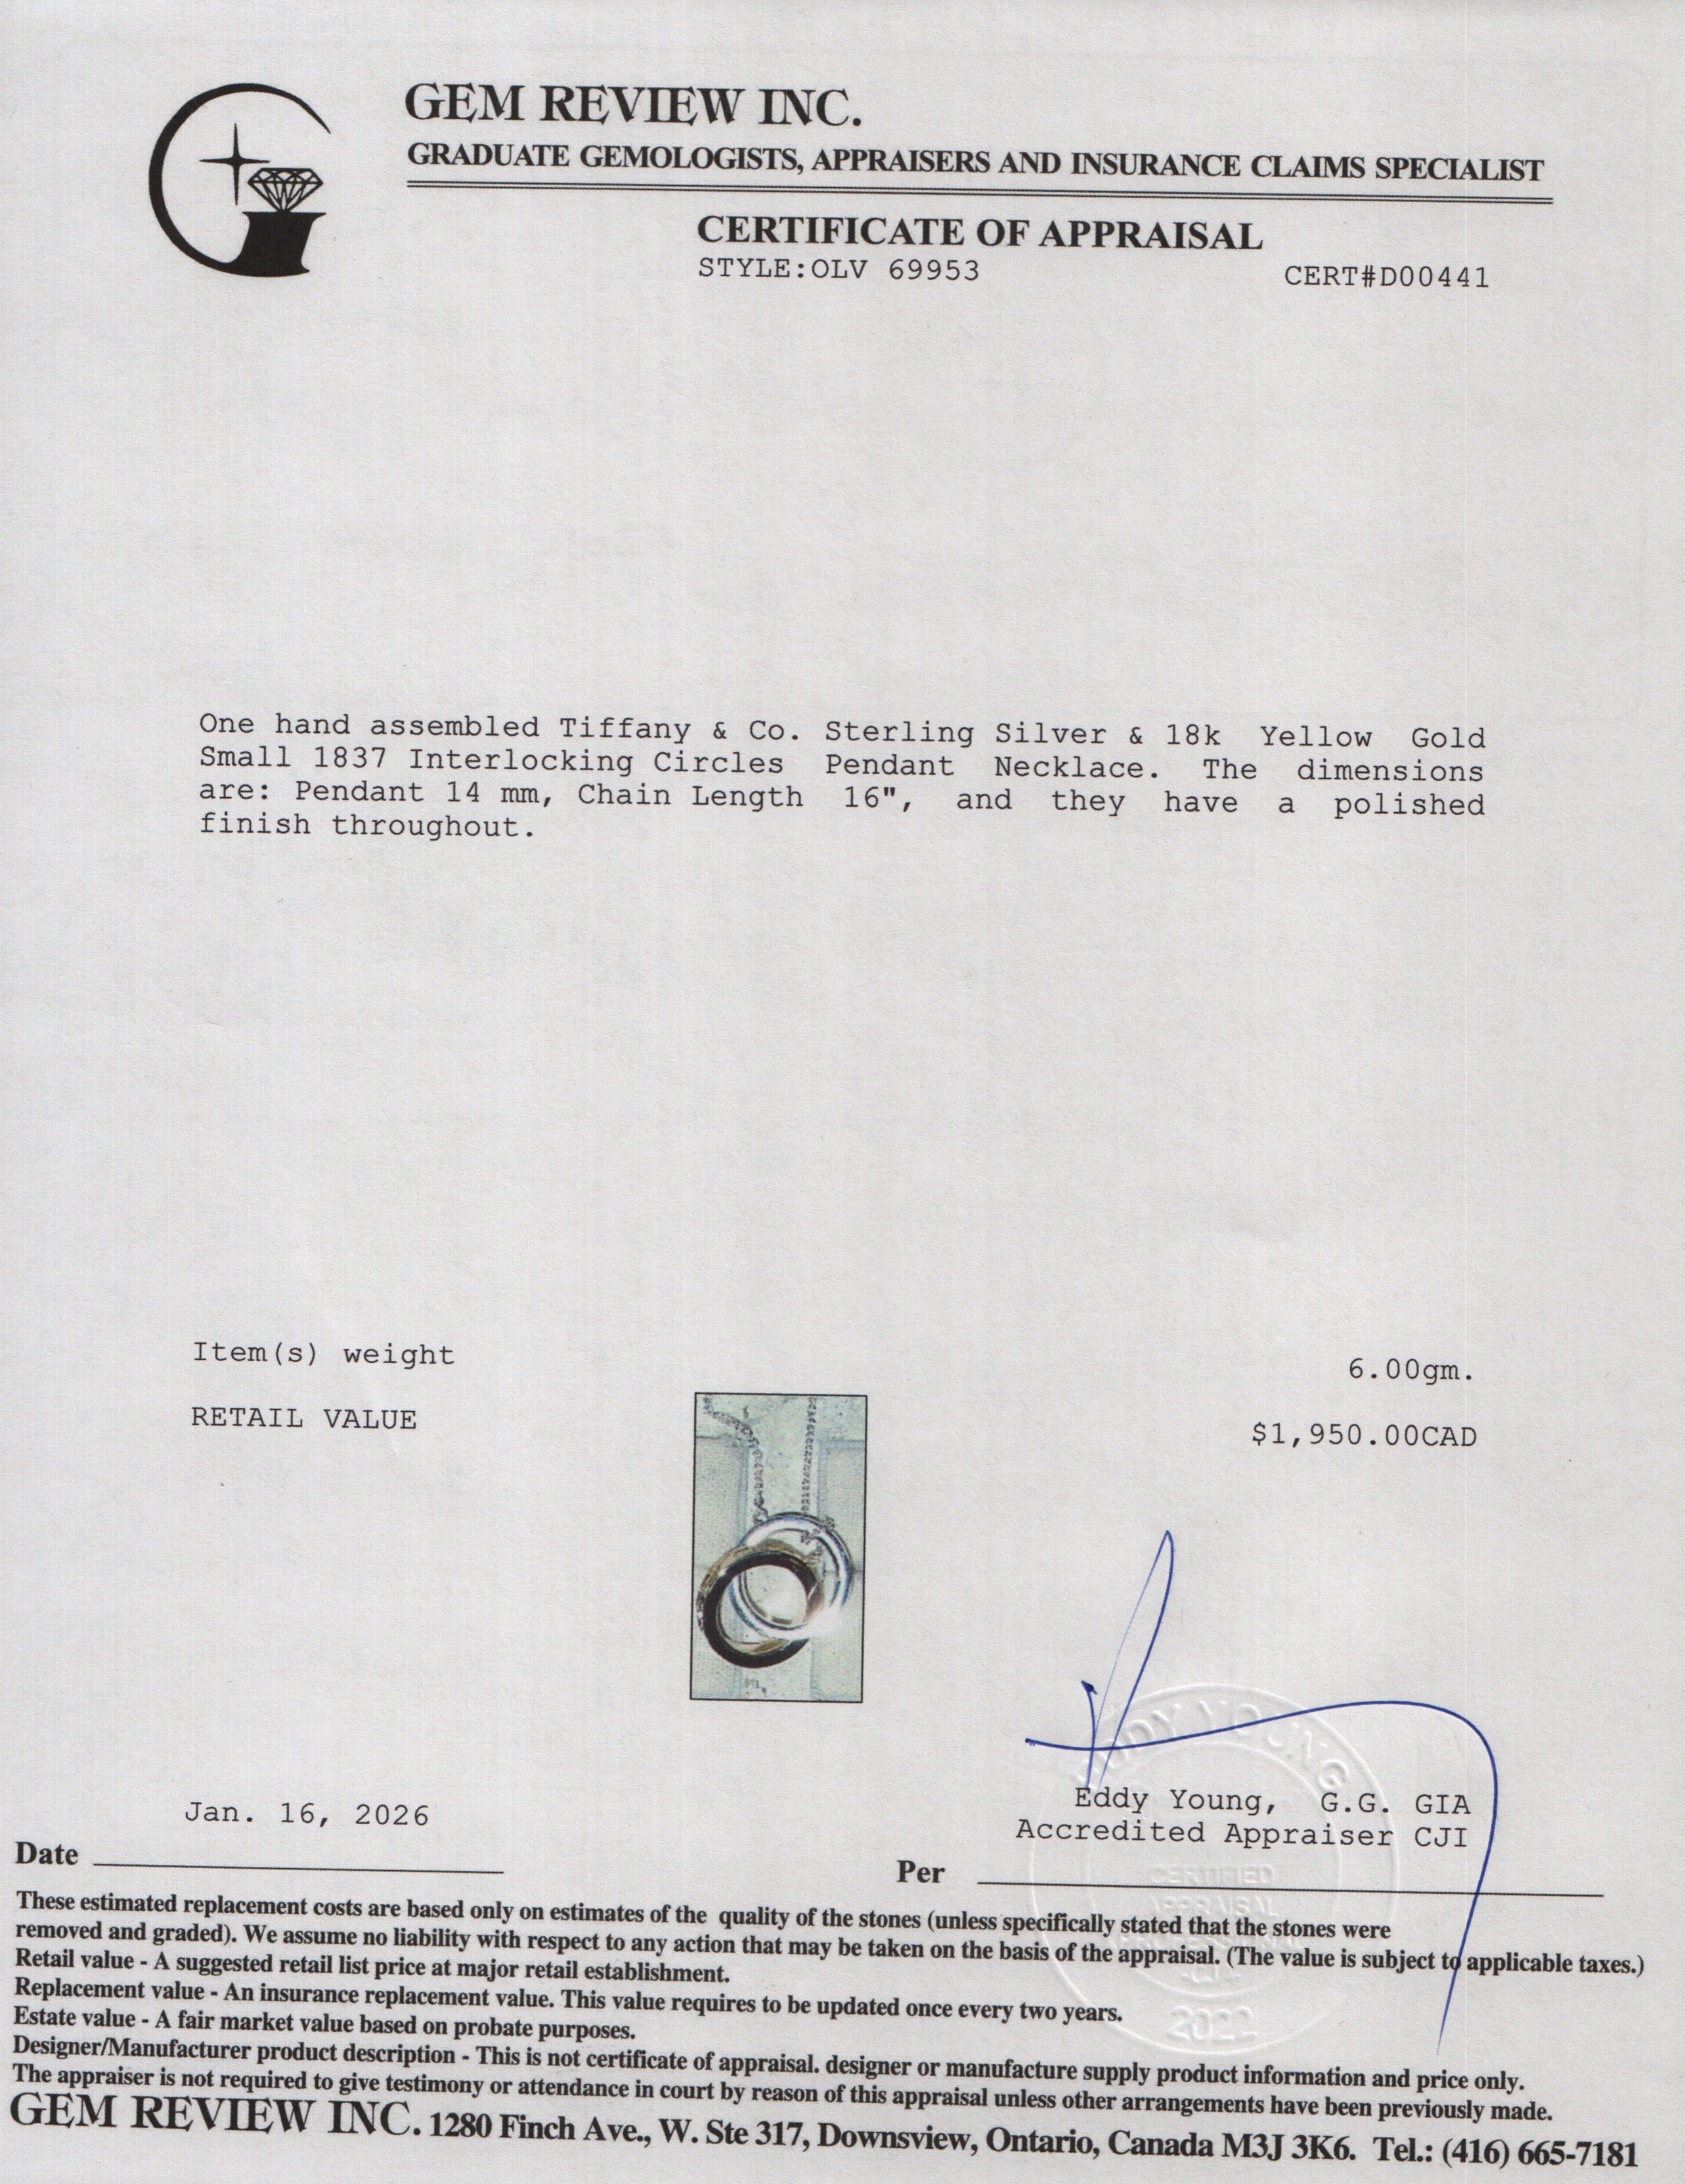 GEM REVIEW INC.
GRADUATE GEMOLOGISTS, APPRAISERS AND INSURANCE CLAIMS SPECIALIST
CERTIFICATE OF APPRAISAL
STYLE:OLV 69953
CERT#D00441
One hand assembled Tiffany & Co. Sterling Silver & 18k Yellow Gold
Small 1837 Interlocking Circles Pendant Necklace. The dimensions
are: Pendant 14 mm, Chain Length 16", and they have a polished
finish throughout.
Item(s) weight 6.00gm.
RETAIL VALUE $1,950.00CAD
EDDY YOUNG
Jan. 16, 2026
Eddy Young, G.G. GIA
Accredited Appraiser CJI
Date
Per
CERTIFIED
APPRAISAL
2022
These estimated replacement costs are based only on estimates of the quality of the stones (unless specifically stated that the stones were
removed and graded). We assume no liability with respect to any action that may be taken on the basis of the appraisal. (The value is subject to applicable taxes.)
Retail value - A suggested retail list price at major retail establishment.
Replacement value - An insurance replacement value. This value requires to be updated once every two years.
Estate value - A fair market value based on probate purposes.
Designer/Manufacturer product description - This is not certificate of appraisal. designer or manufacture supply product information and price only.
The appraiser is not required to give testimony or attendance in court by reason of this appraisal unless other arrangements have been previously made.
GEM REVIEW INC. 1280 Finch Ave., W. Ste 317, Downsview, Ontario, Canada M3J 3K6. Tel.: (416) 665-7181